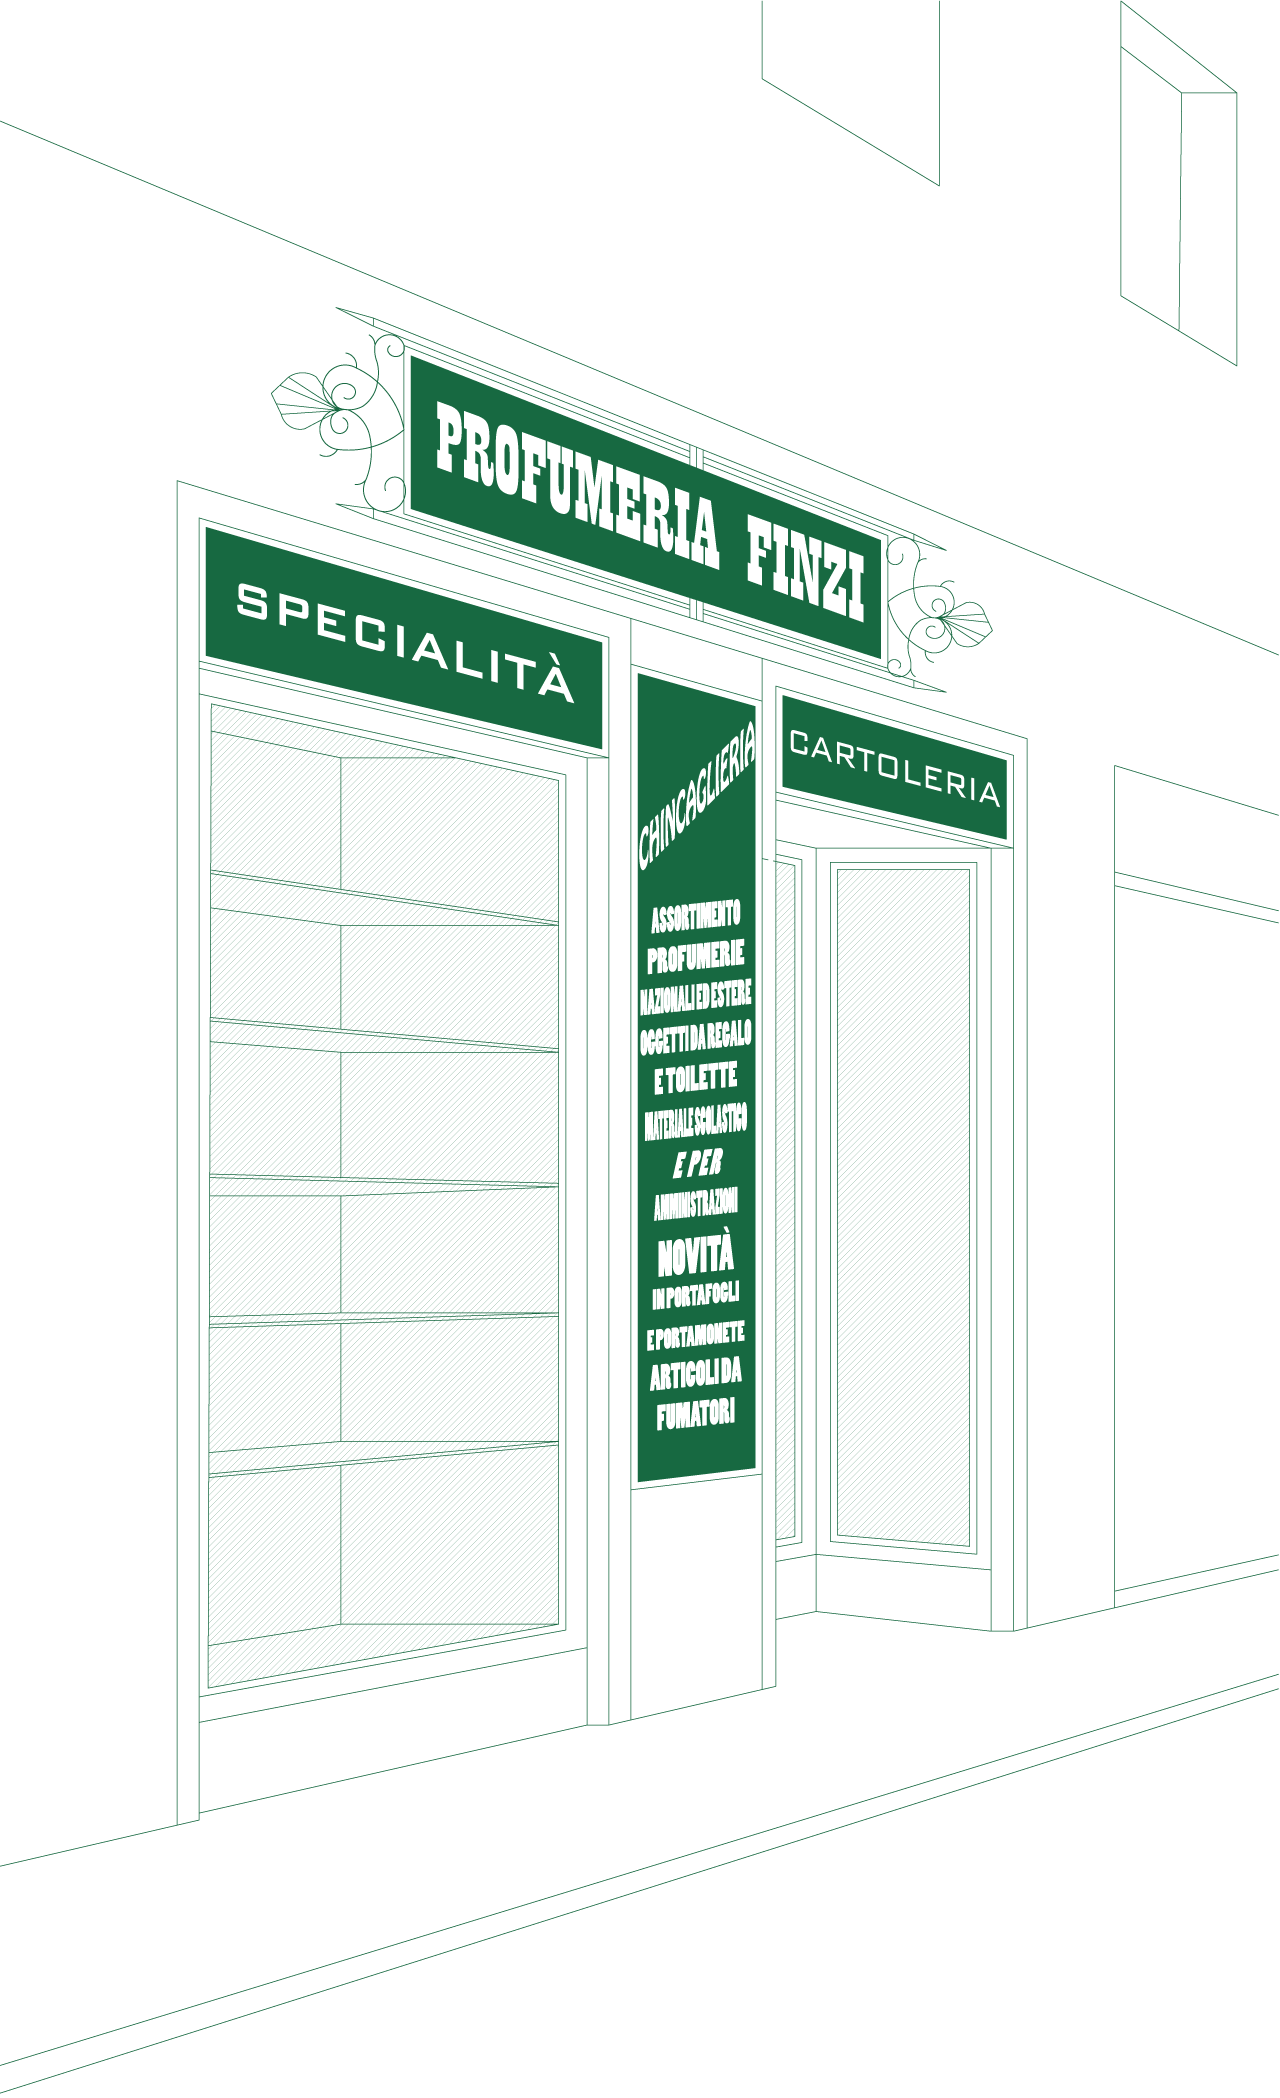 PROFUMERIA FINZI
SPECIALITÀ
CHINCAGLIERIA
ASSORTIMENTO
PROFUMERIE
NAZIONALI ED ESTERE
OGGETTI DA REGALO
E TOILETTE
MATERIALE SCOLASTICO
E PER
AMMINISTRAZIONI
NOVITÀ
IN PORTAFOGLI
E PORTAMONETE
ARTICOLI DA
FUMATORI
CARTOLERIA